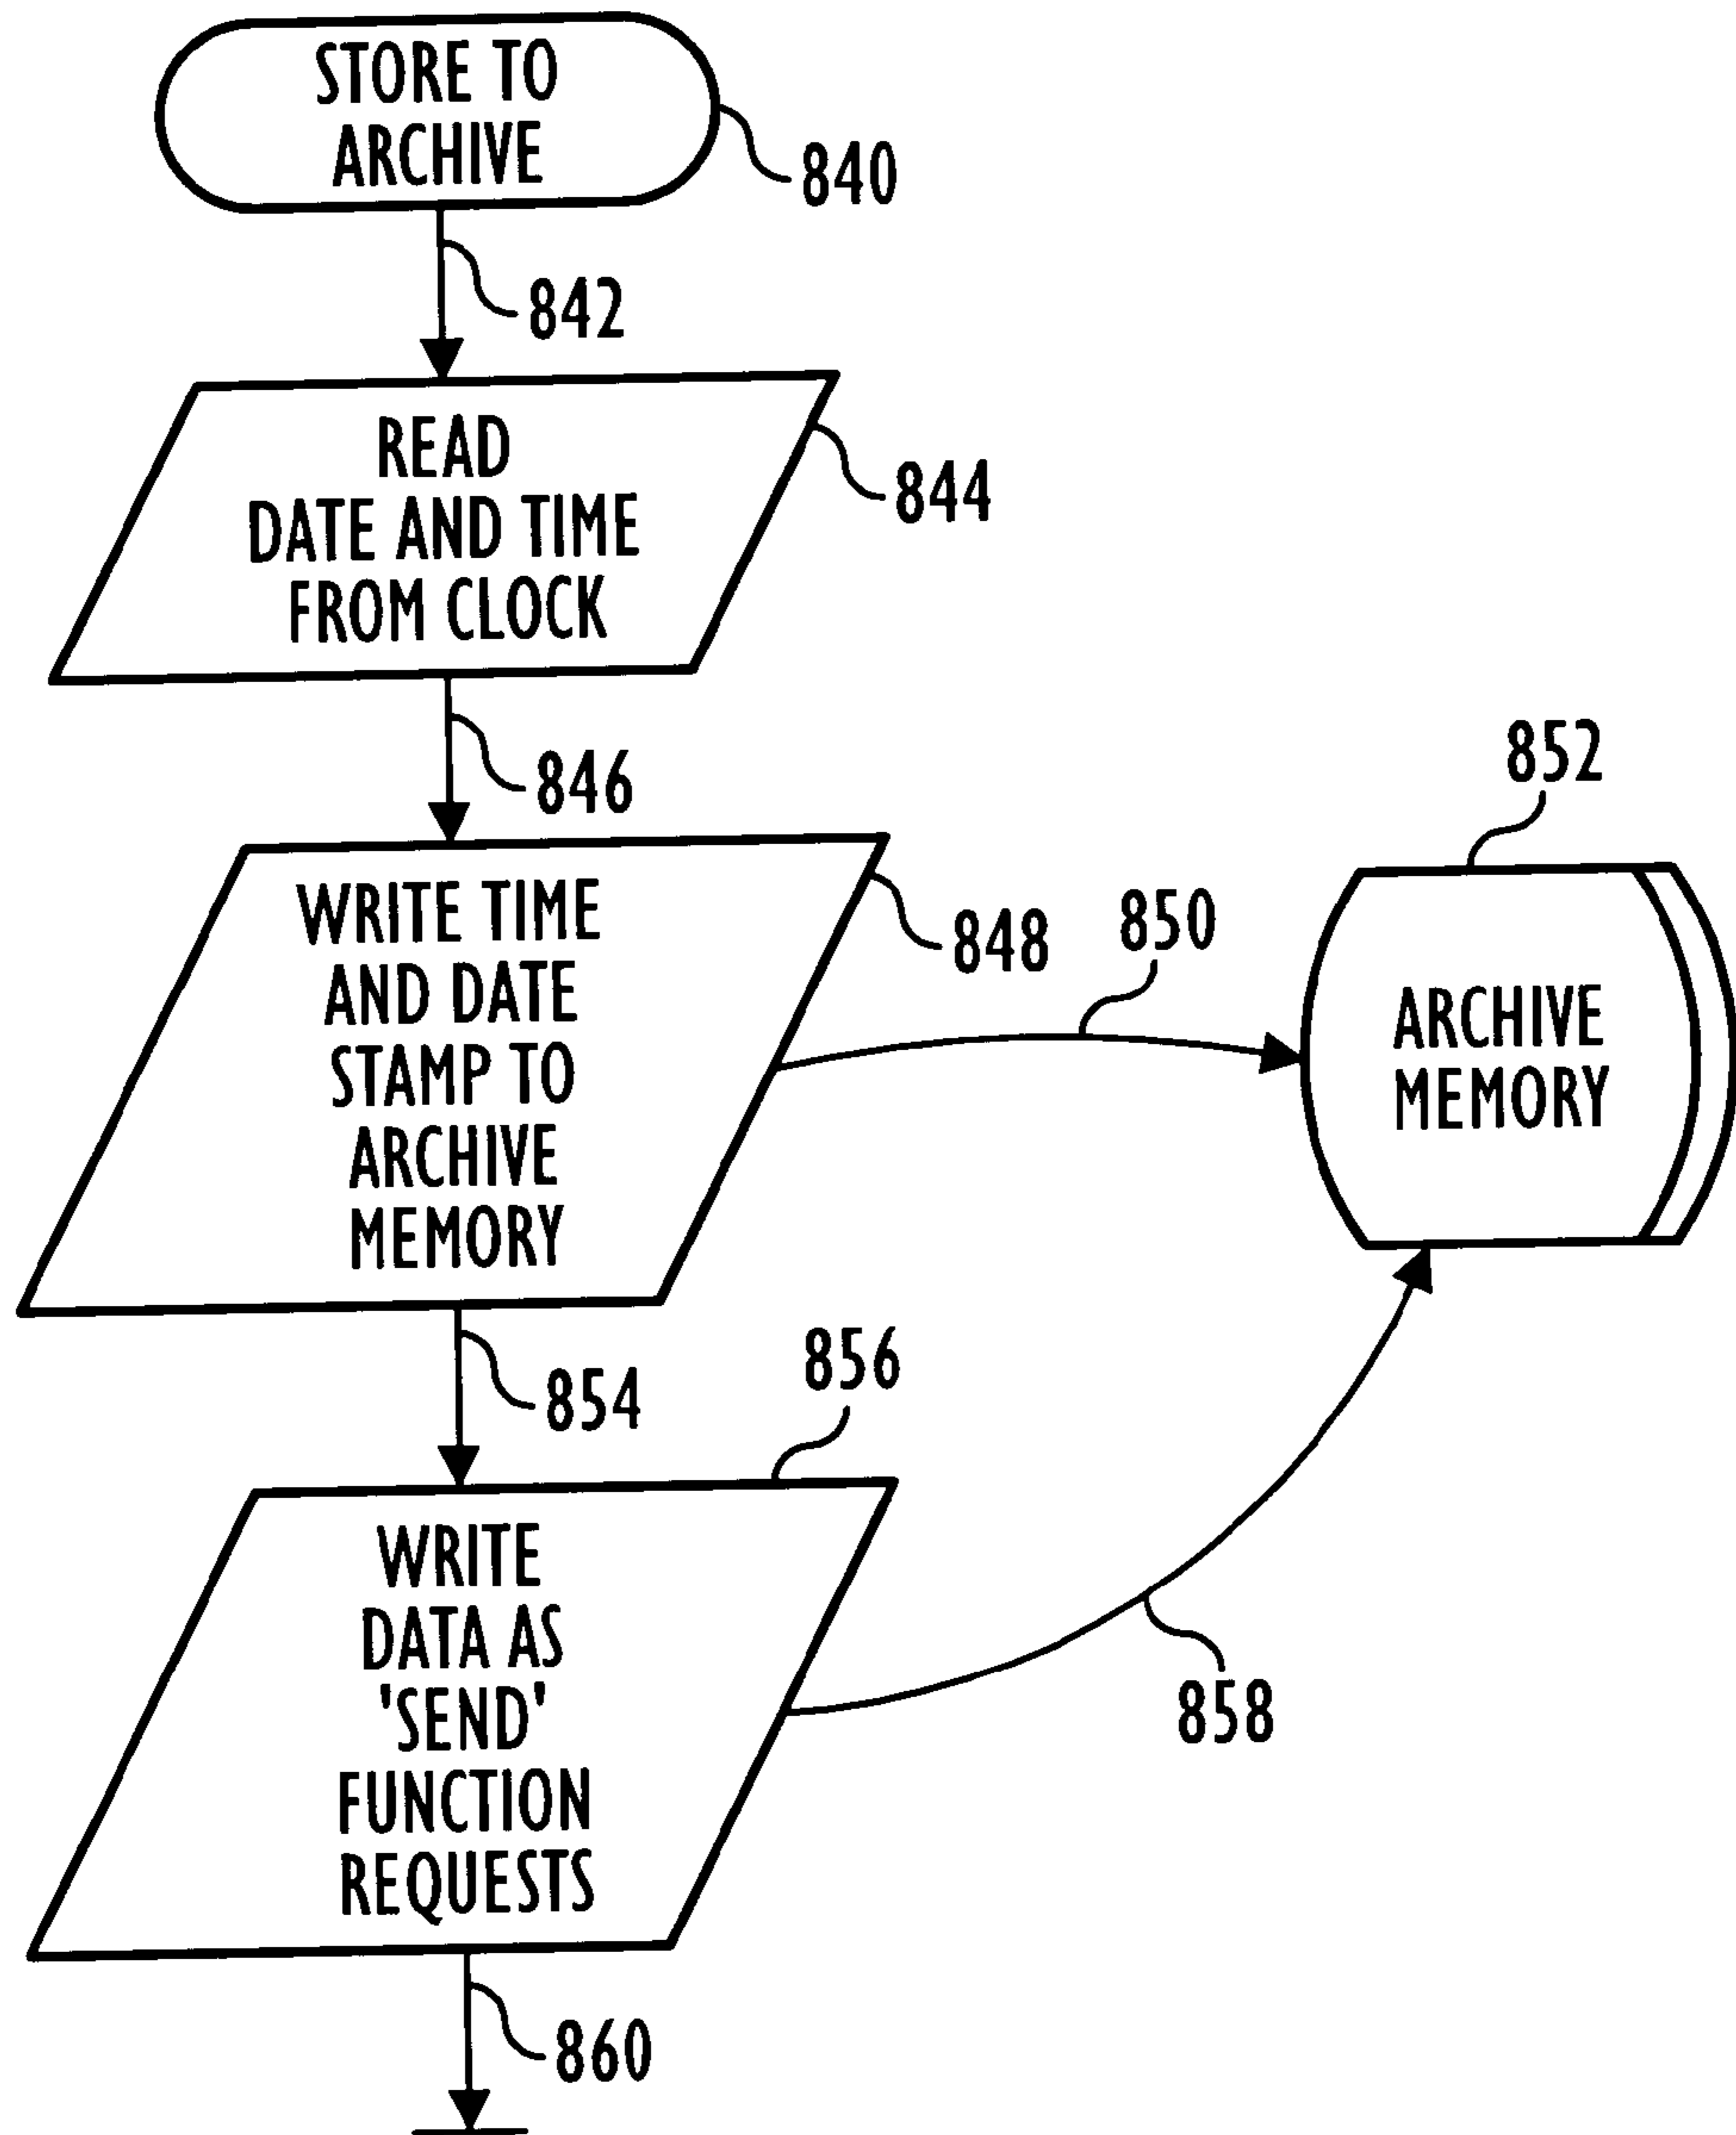 STORE TO
ARCHIVE
840
842
READ
DATE AND TIME
FROM CLOCK
844
846
WRITE TIME
AND DATE
STAMP TO
ARCHIVE
MEMORY
848
850
852
ARCHIVE
MEMORY
854
856
WRITE
DATA AS
'SEND'
FUNCTION
REQUESTS
858
860